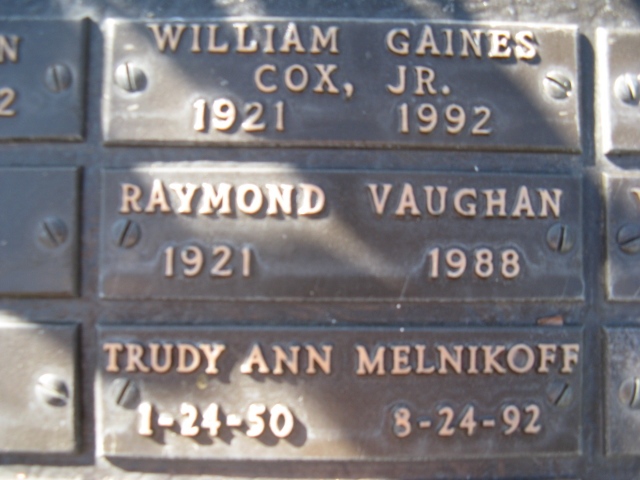 WILLIAM GAINES
COX, JR.
1921 1992
RAYMOND VAUGHAN
1921 1988
TRUDY ANN MELNIKOFF
1-24-50 8-24-92
N
2